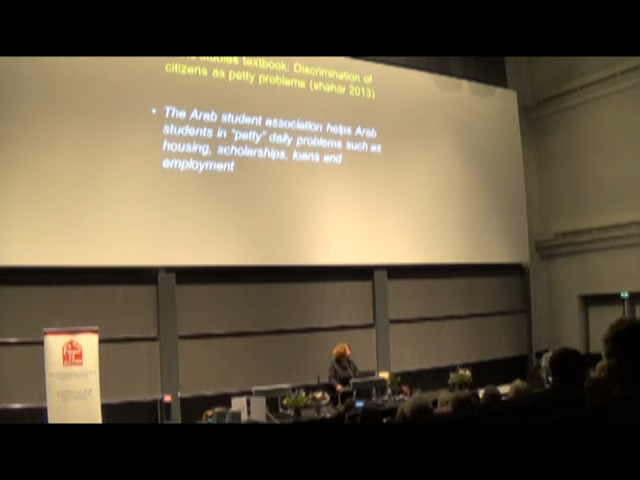 studies textbook: Discrimination of
citizens as petty problems (shahar 2013)
• The Arab student association helps Arab
students in "petty" daily problems such as
housing, scholarships, loans and
employment